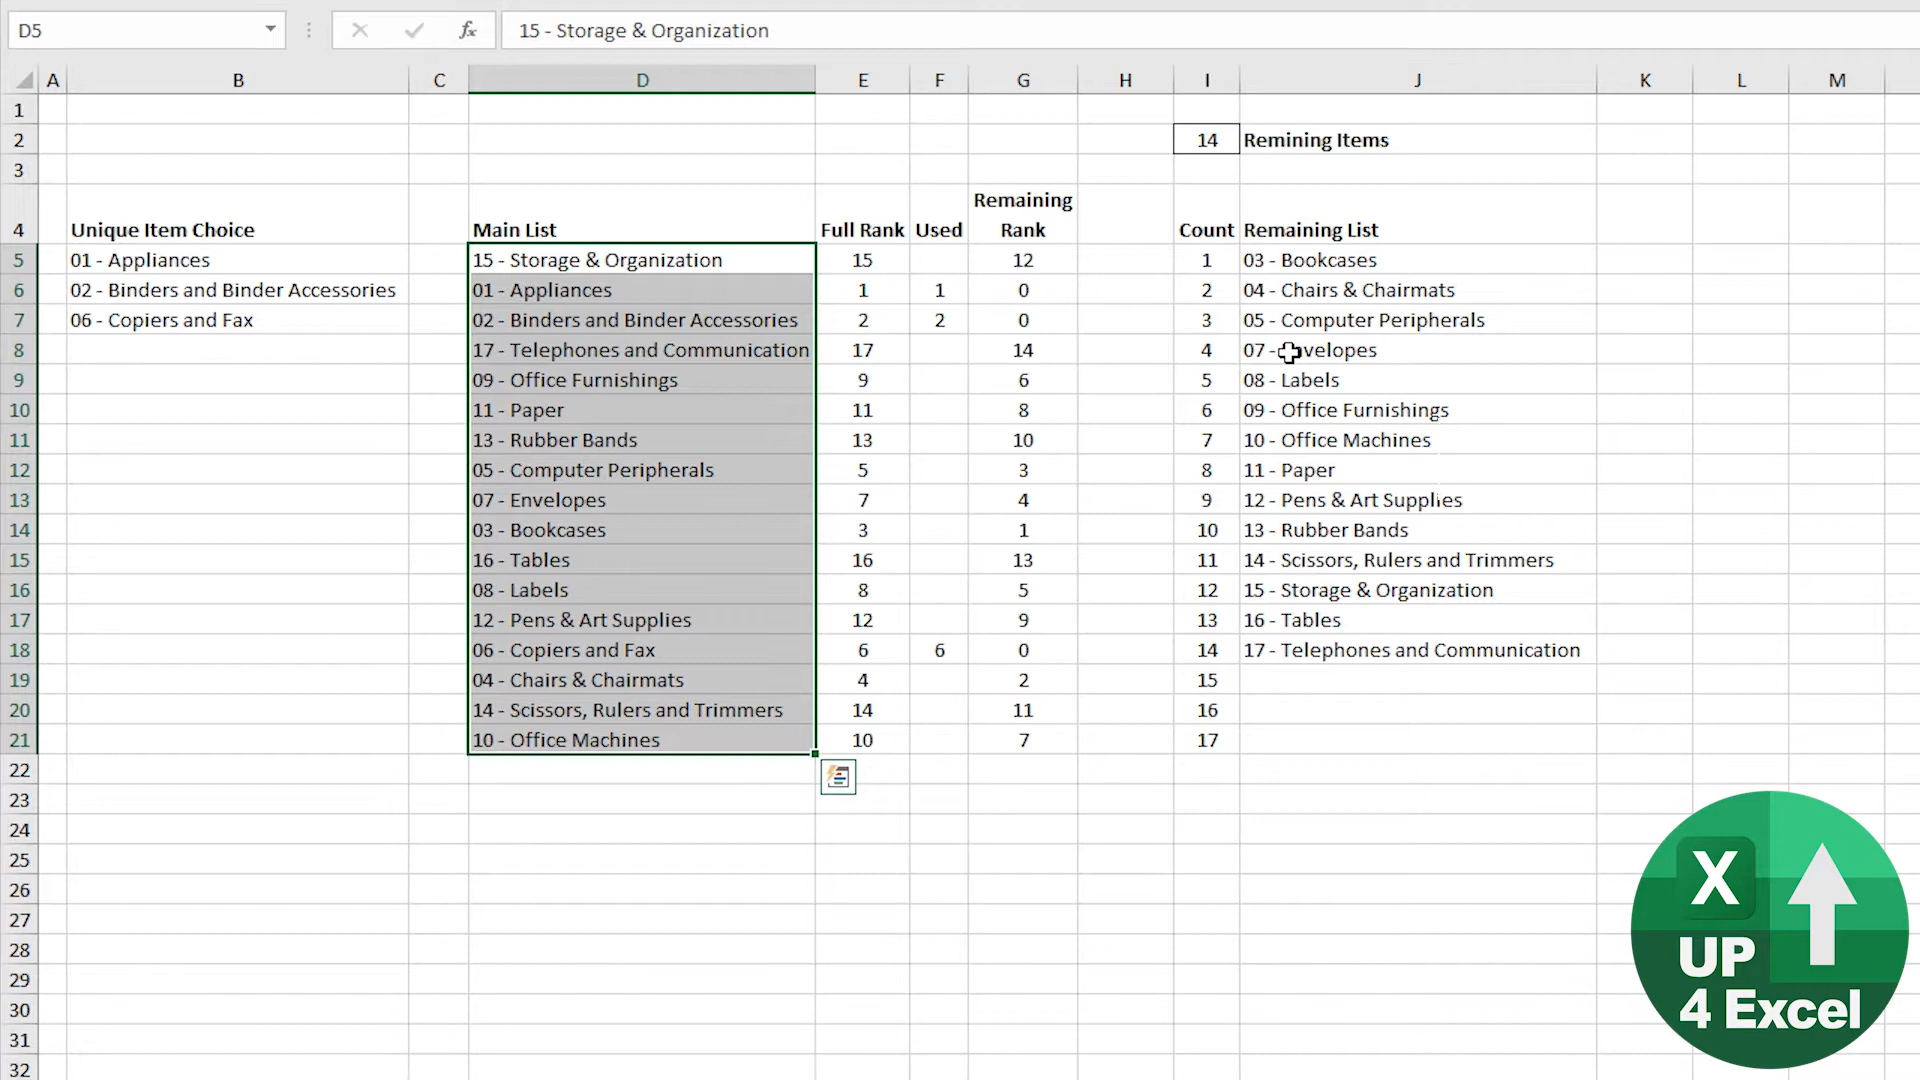 D5 fx 15 - Storage & Organization
A B C D E F G H I J K L M
1
2 14 Remining Items
3
4 Unique Item Choice Main List Full Rank Used Remaining Rank Count Remaining List
5 01 - Appliances 15 - Storage & Organization 15 12 1 03 - Bookcases
6 02 - Binders and Binder Accessories 01 - Appliances 1 1 0 2 04 - Chairs & Chairmats
7 06 - Copiers and Fax 02 - Binders and Binder Accessories 2 2 0 3 05 - Computer Peripherals
8 17 - Telephones and Communication 17 14 4 07 - Envelopes
9 09 - Office Furnishings 9 6 5 08 - Labels
10 11 - Paper 11 8 6 09 - Office Furnishings
11 13 - Rubber Bands 13 10 7 10 - Office Machines
12 05 - Computer Peripherals 5 3 8 11 - Paper
13 07 - Envelopes 7 4 9 12 - Pens & Art Supplies
14 03 - Bookcases 3 1 10 13 - Rubber Bands
15 16 - Tables 16 13 11 14 - Scissors, Rulers and Trimmers
16 08 - Labels 8 5 12 15 - Storage & Organization
17 12 - Pens & Art Supplies 12 9 13 16 - Tables
18 06 - Copiers and Fax 6 6 0 14 17 - Telephones and Communication
19 04 - Chairs & Chairmats 4 2 15
20 14 - Scissors, Rulers and Trimmers 14 11 16
21 10 - Office Machines 10 7 17
22
23
24
25
26
27
28
29
30
31
32
X
UP
4 Excel